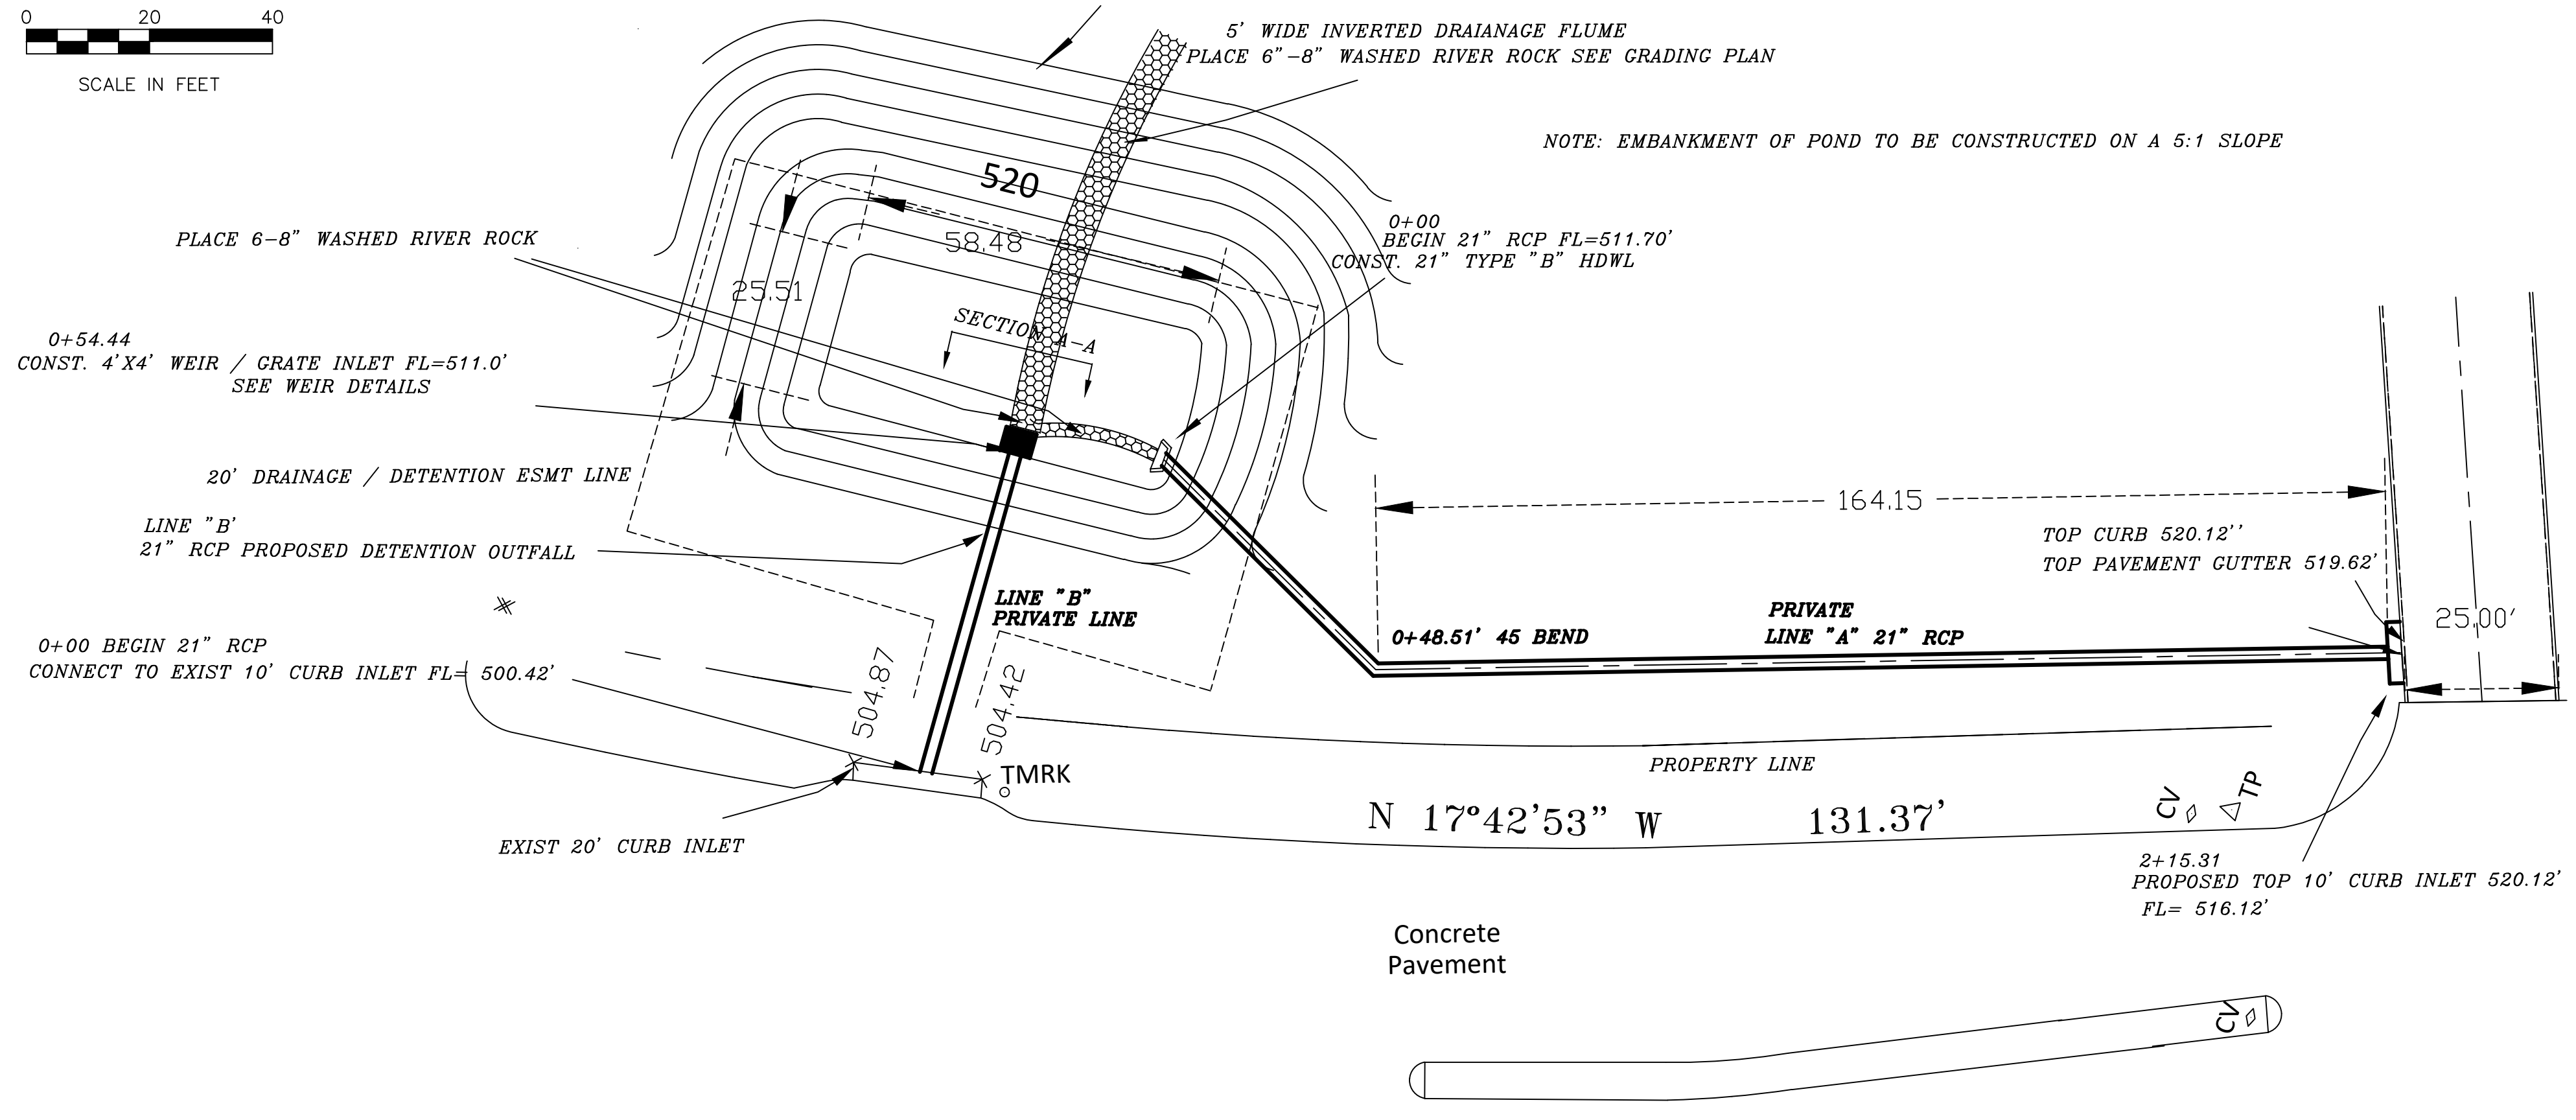 0 20 40
SCALE IN FEET
5' WIDE INVERTED DRAIANAGE FLUME
PLACE 6"-8" WASHED RIVER ROCK SEE GRADING PLAN
NOTE: EMBANKMENT OF POND TO BE CONSTRUCTED ON A 5:1 SLOPE
520
PLACE 6-8" WASHED RIVER ROCK
58.48
0+00
BEGIN 21" RCP FL=511.70'
CONST. 21" TYPE "B" HDWL
25.51
SECTION A-A
0+54.44
CONST. 4'X4' WEIR / GRATE INLET FL=511.0'
SEE WEIR DETAILS
20' DRAINAGE / DETENTION ESMT LINE
164.15
LINE "B'
21" RCP PROPOSED DETENTION OUTFALL
TOP CURB 520.12''
TOP PAVEMENT GUTTER 519.62'
LINE "B"
PRIVATE LINE
0+48.51' 45 BEND
PRIVATE
LINE "A" 21" RCP
25.00'
0+00 BEGIN 21" RCP
CONNECT TO EXIST 10' CURB INLET FL= 500.42'
504.87
504.42
TMRK
PROPERTY LINE
N 17°42'53" W 131.37'
CV
TP
EXIST 20' CURB INLET
2+15.31
PROPOSED TOP 10' CURB INLET 520.12'
FL= 516.12'
Concrete
Pavement
CV